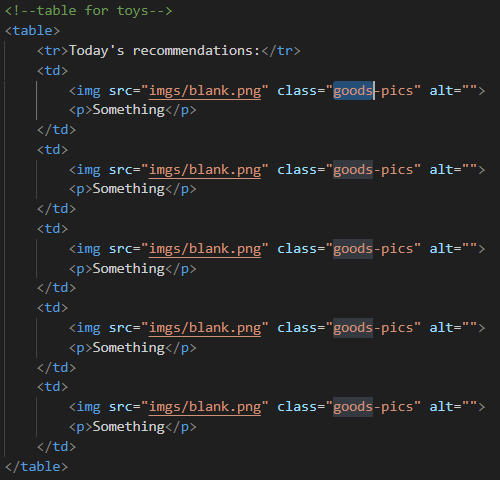 <!--table for toys-->
<table>
<tr>Today's recommendations:</tr>
<td>
<img src="imgs/blank.png" class="goods-pics" alt="">
<p>Something</p>
</td>
<td>
<img src="imgs/blank.png" class="goods-pics" alt="">
<p>Something</p>
</td>
<td>
<img src="imgs/blank.png" class="goods-pics" alt="">
<p>Something</p>
</td>
<td>
<img src="imgs/blank.png" class="goods-pics" alt="">
<p>Something</p>
</td>
<td>
<img src="imgs/blank.png" class="goods-pics" alt="">
<p>Something</p>
</td>
</table>